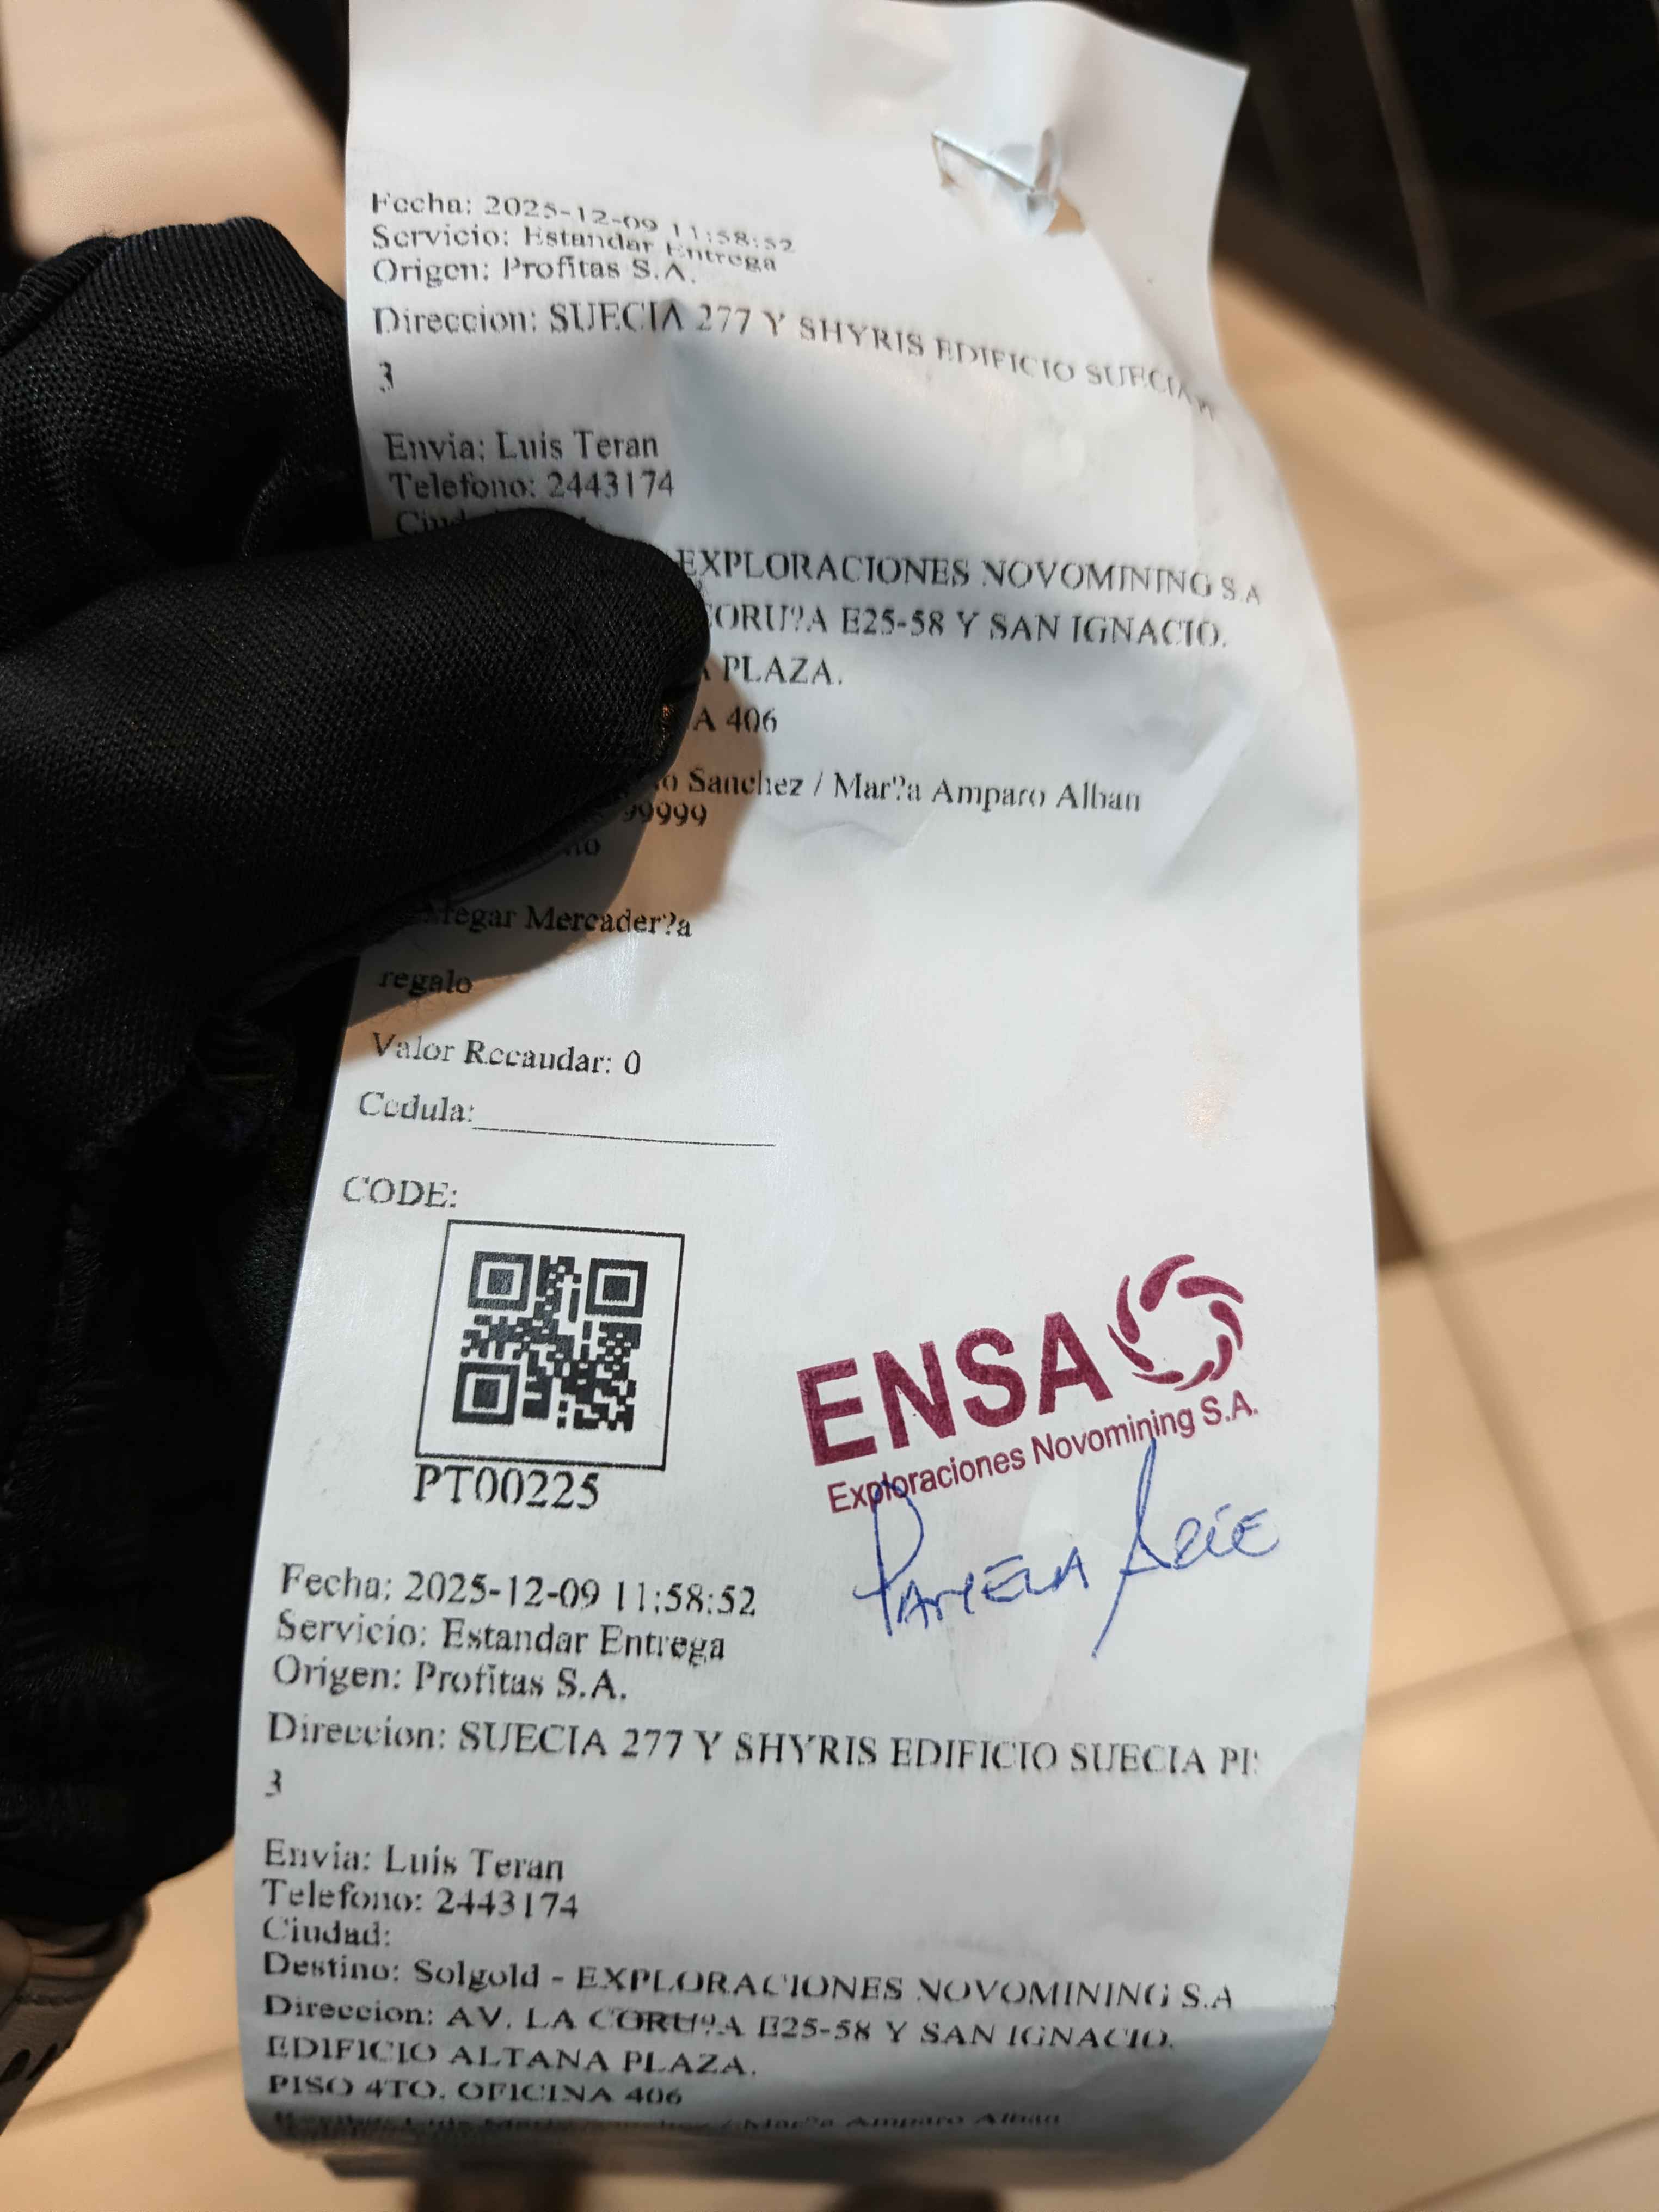 Fecha: 2025-12-09 11:58:52
Servicio: Estandar Entrega
Origen: Profitas S.A.
Direccion: SUECIA 277 Y SHYRIS EDIFICIO SUECIA
3
Envia: Luis Teran
Telefono: 2443174
EXPLORACIONES NOVOMINING S.A
CORU?A E25-58 Y SAN IGNACIO.
PLAZA.
406
Sanchez / Mar?a Amparo Alban
99999
Mercader?a
regalo
Valor Recaudar: 0
Cedula:
CODE:
PT00225
ENSA
Exploraciones Novomining S.A.
PAMELA
Fecha: 2025-12-09 11:58:52
Servicio: Estandar Entrega
Origen: Profitas S.A.
Direccion: SUECIA 277 Y SHYRIS EDIFICIO SUECIA
3
Envia: Luis Teran
Telefono: 2443174
Ciudad:
Destino: Solgold - EXPLORACIONES NOVOMINING S.A
Direccion: AV. LA CORU?A E25-58 Y SAN IGNACIO.
EDIFICIO ALTANA PLAZA.
PISO 4TO. OFICINA 406
/ Mar?a Amparo Alban